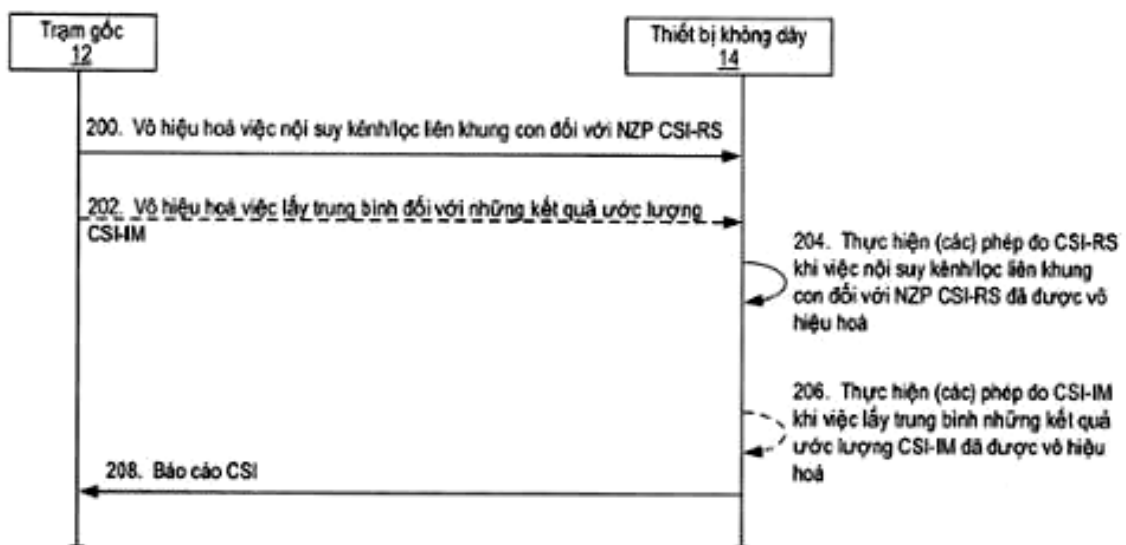 Trạm gốc
12
Thiết bị không dây
14
200. Vô hiệu hoá việc nội suy kênh/lọc liên khung con đối với NZP CSI-RS
202. Vô hiệu hoá việc lấy trung bình đối với những kết quả ước lượng
CSI-IM
204. Thực hiện (các) phép đo CSI-RS
khi việc nội suy kênh/lọc liên khung
con đối với NZP CSI-RS đã được vô
hiệu hoá
206. Thực hiện (các) phép đo CSI-IM
khi việc lấy trung bình những kết quả
ước lượng CSI-IM đã được vô hiệu
hoá
208. Báo cáo CSI